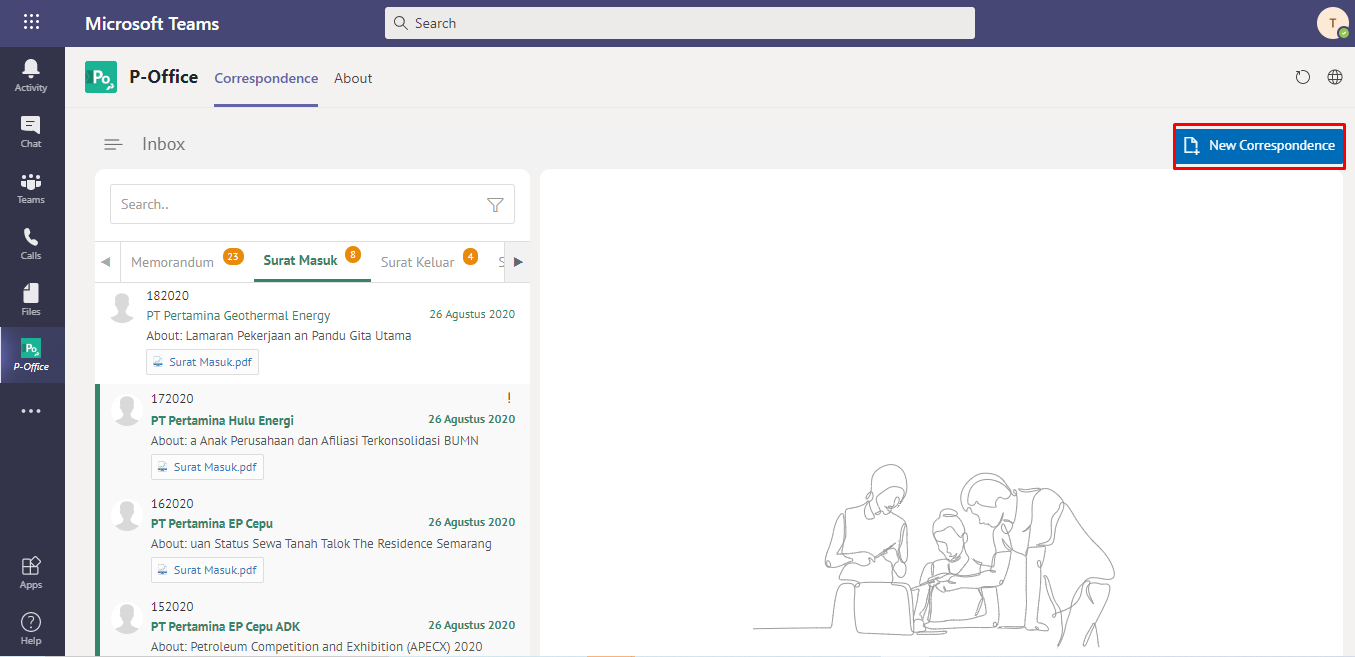 Microsoft Teams
Search
T
Activity
Chat
Teams
Calls
Files
Po
P-Office
Apps
Help
Po
P-Office
Correspondence
About
Inbox
New Correspondence
Search..
Memorandum 23
Surat Masuk 8
Surat Keluar 4
S
182020
PT Pertamina Geothermal Energy 26 Agustus 2020
About: Lamaran Pekerjaan an Pandu Gita Utama
Surat Masuk.pdf
172020 !
PT Pertamina Hulu Energi 26 Agustus 2020
About: a Anak Perusahaan dan Afiliasi Terkonsolidasi BUMN
Surat Masuk.pdf
162020
PT Pertamina EP Cepu 26 Agustus 2020
About: uan Status Sewa Tanah Talok The Residence Semarang
Surat Masuk.pdf
152020
PT Pertamina EP Cepu ADK 26 Agustus 2020
About: Petroleum Competition and Exhibition (APECX) 2020